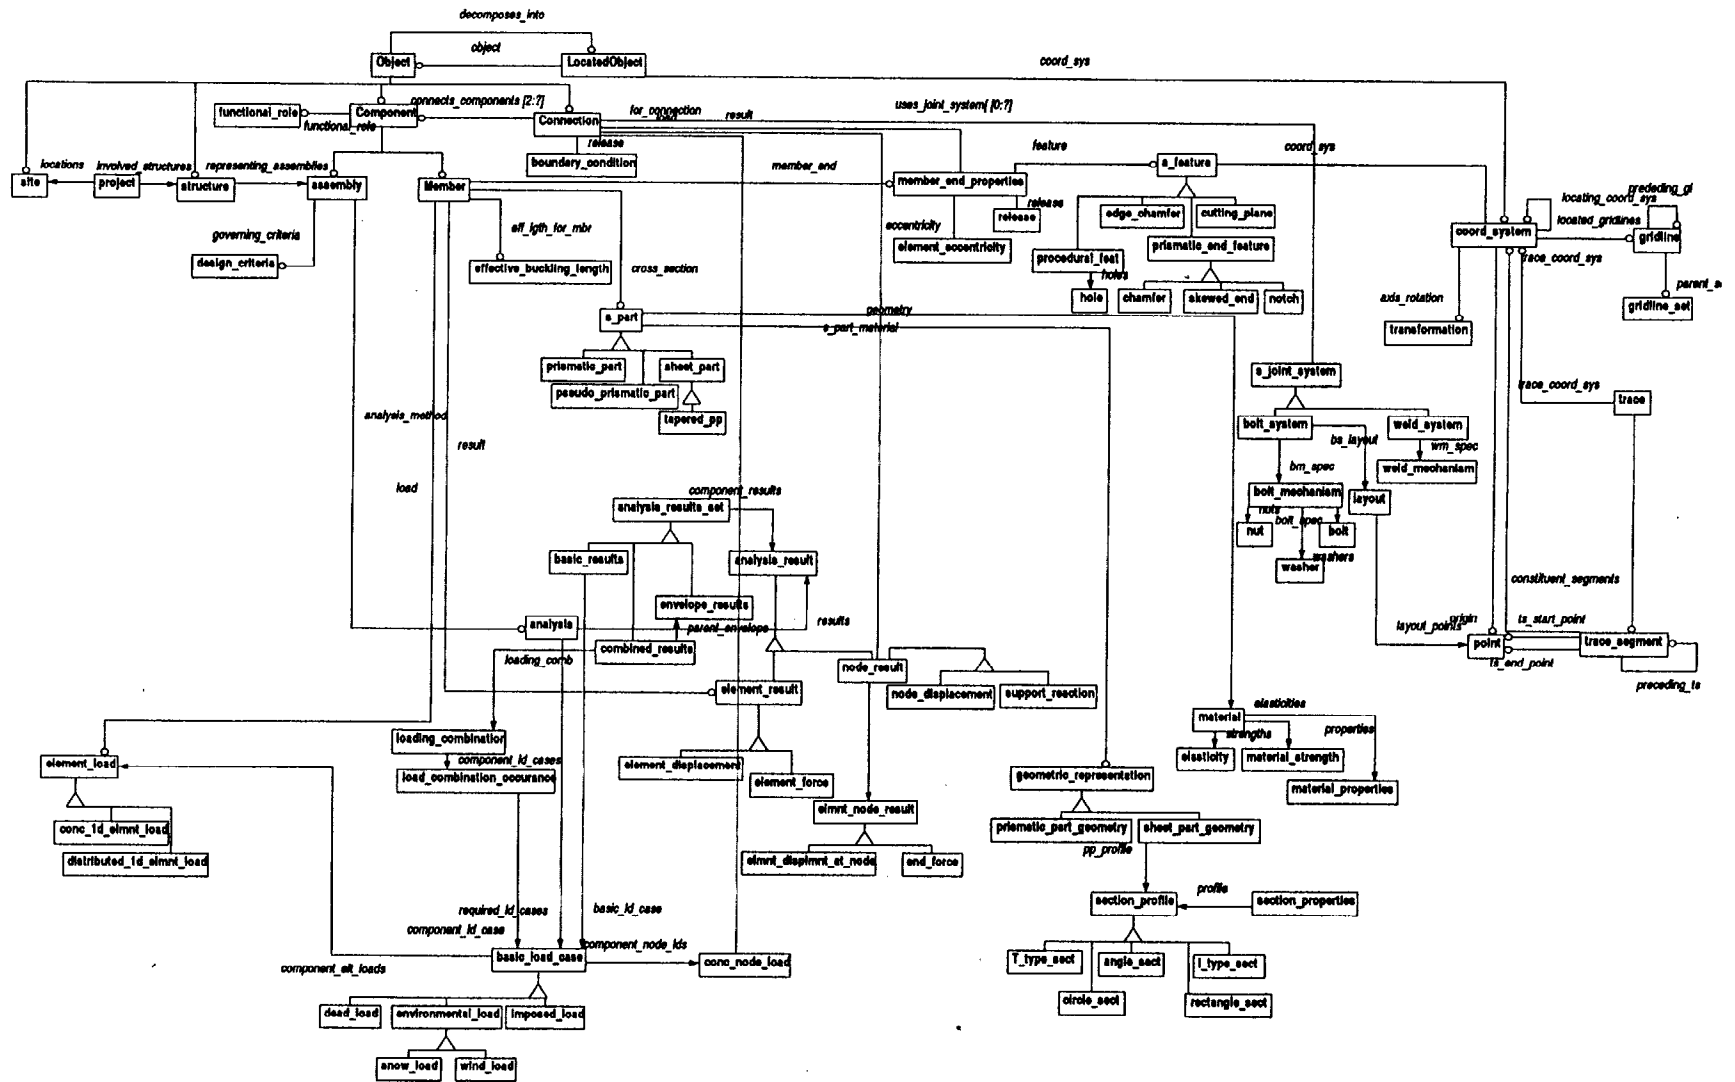 decomposes_into
object
Object
LocatedObject
coord_sys
functional_role
Component
connects_components [2:?]
functional_role
Connection
for_connection
load
result
uses_joint_system[ [0:?]
release
boundary_condition
locations
involved_structures
representing_assemblies
site
project
structure
assembly
Member
member_end
member_end_properties
feature
s_feature
coord_sys
release
release
eccentricity
element_eccentricity
edge_chamfer
cutting_plane
prismatic_end_feature
procedural_feat
holes
hole
chamfer
skewed_end
notch
prededing_gl
locating_coord_sys
located_gridlines
coord_system
gridline
trace_coord_sys
parent_s
gridline_set
axis_rotation
transformation
governing_criteria
design_criteria
eff_lgth_for_mbr
effective_buckling_length
cross_section
s_part
geometry
s_part_material
prismatic_part
sheet_part
pseudo_prismatic_part
tapered_pp
s_joint_system
trace_coord_sys
trace
bolt_system
weld_system
bs_layout
wm_spec
weld_mechanism
bm_spec
bolt_mechanism
layout
nuts
bolt_spec
nut
bolt
washers
washer
analysis_method
result
load
component_results
analysis_results_set
basic_results
analysis_result
envelope_results
parent_envelope
results
analysis
combined_results
loading_comb
constituent_segments
layout_points
origin
ts_start_point
point
trace_segment
ts_end_point
preceding_ts
node_result
node_displacement
support_reaction
element_result
loading_combination
component_ld_cases
load_combination_occurance
element_load
conc_1d_elmnt_load
distributed_1d_elmnt_load
element_displacement
element_force
elmnt_node_result
elmnt_displmnt_at_node
end_force
material
elasticities
strengths
properties
elasticity
material_strength
material_properties
geometric_representation
prismatic_part_geometry
sheet_part_geometry
pp_profile
profile
section_profile
section_properties
T_type_sect
angle_sect
I_type_sect
circle_sect
rectangle_sect
required_ld_cases
basic_ld_case
component_ld_case
component_node_lds
component_elt_loads
basic_load_case
conc_node_load
dead_load
environmental_load
imposed_load
snow_load
wind_load